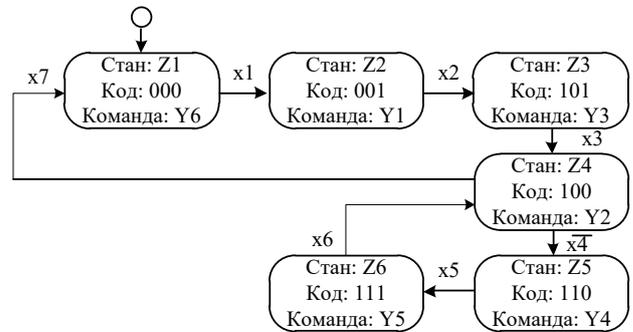 Стан: Z1
Код: 000
Команда: Y6
x1
Стан: Z2
Код: 001
Команда: Y1
x2
Стан: Z3
Код: 101
Команда: Y3
x7
x3
Стан: Z4
Код: 100
Команда: Y2
x6
x̅4̅
Стан: Z6
Код: 111
Команда: Y5
x5
Стан: Z5
Код: 110
Команда: Y4